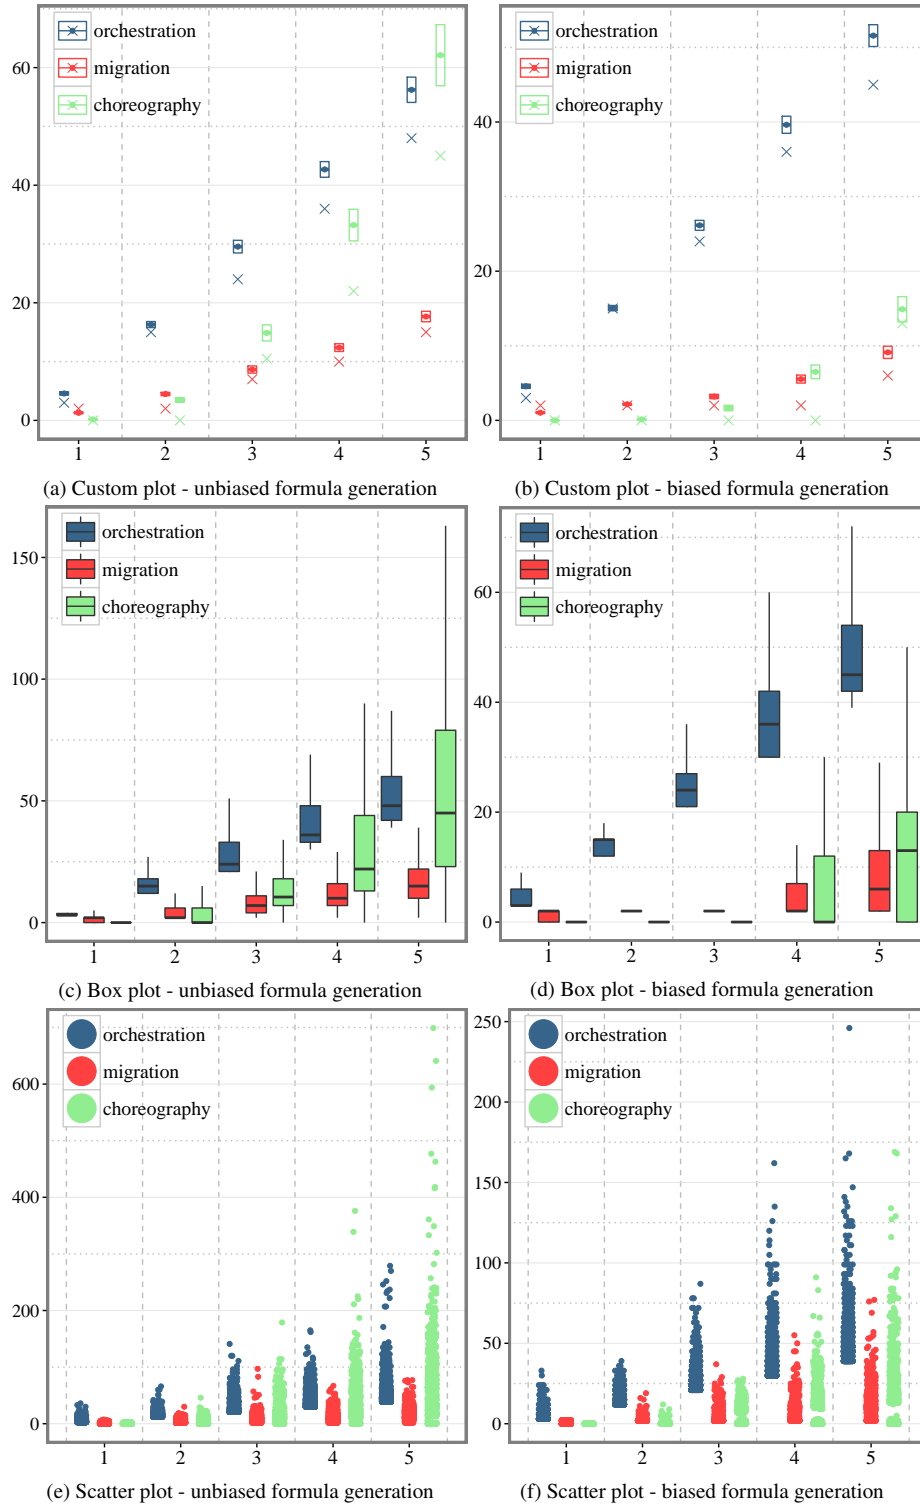 orchestration
migration
choreography
60
40
20
0
1 2 3 4 5
(a) Custom plot - unbiased formula generation
orchestration
migration
choreography
40
20
0
1 2 3 4 5
(b) Custom plot - biased formula generation
orchestration
migration
choreography
150
100
50
0
1 2 3 4 5
(c) Box plot - unbiased formula generation
orchestration
migration
choreography
60
40
20
0
1 2 3 4 5
(d) Box plot - biased formula generation
orchestration
migration
choreography
600
400
200
0
1 2 3 4 5
(e) Scatter plot - unbiased formula generation
250
orchestration
migration
choreography
200
150
100
50
0
1 2 3 4 5
(f) Scatter plot - biased formula generation